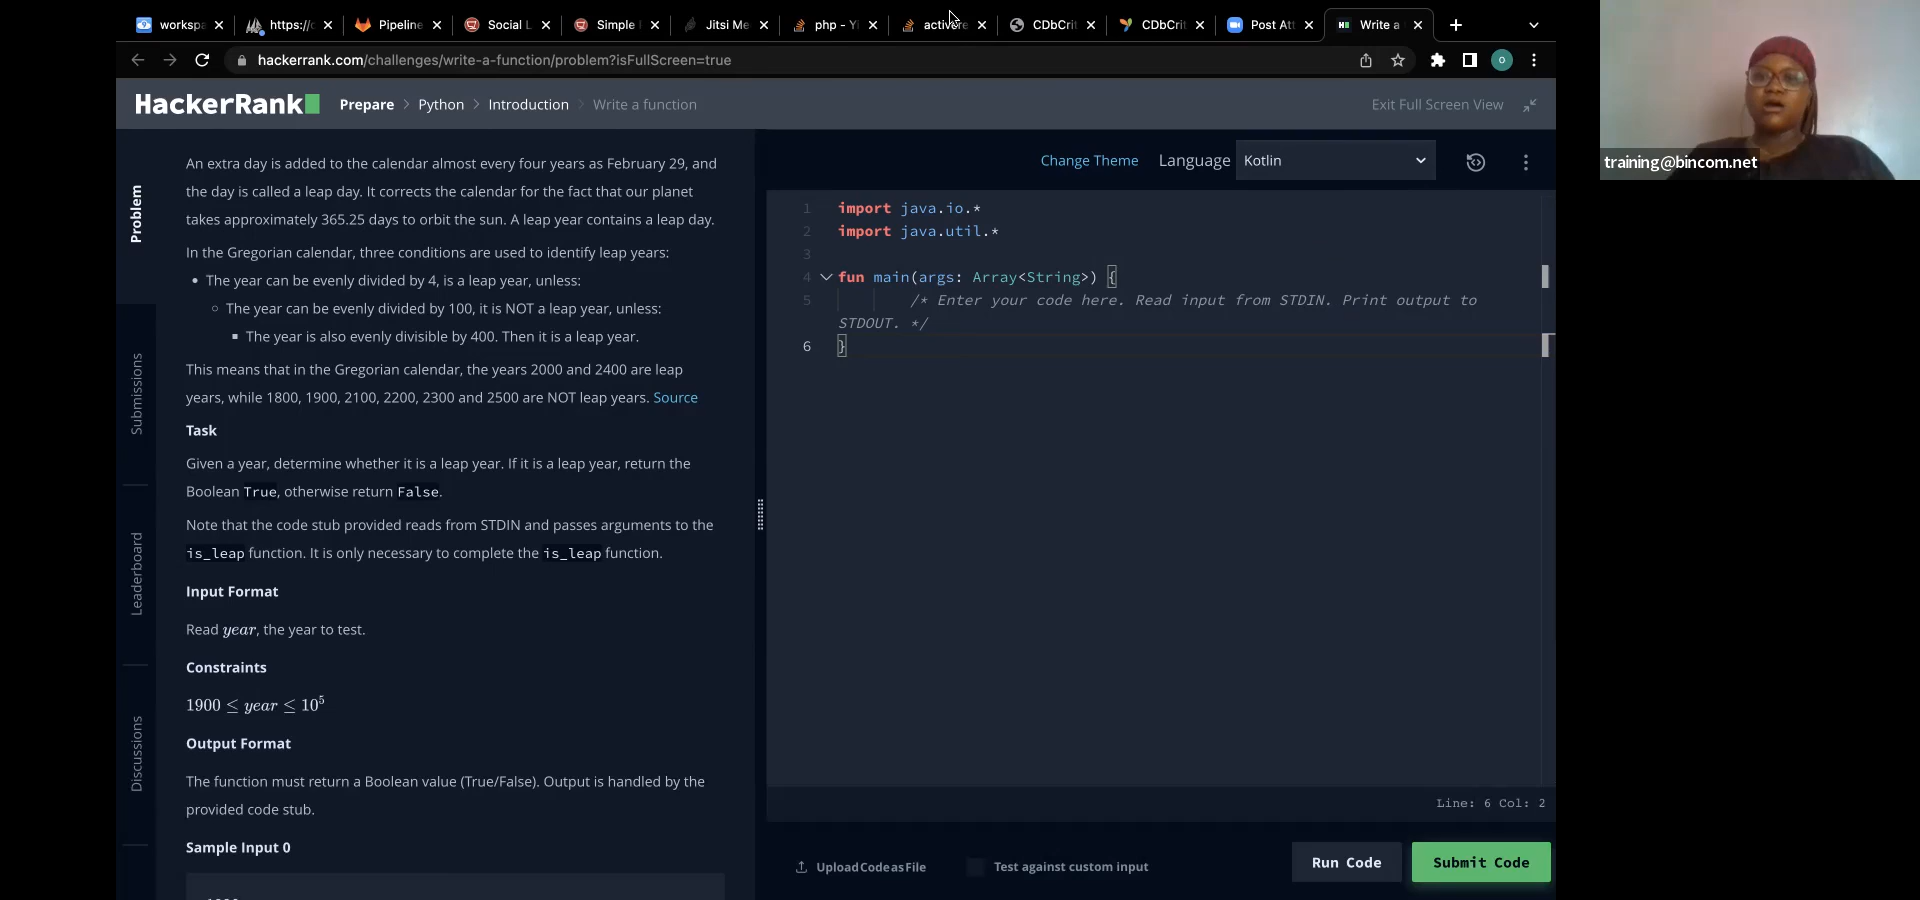 workspa
https://c
Pipeline
Social L
Simple
Jitsi Me
php - Yi
active
CDbCrit
CDbCrit
Post Att
Write a
hackerrank.com/challenges/write-a-function/problem?isFullScreen=true
HackerRank
Prepare > Python > Introduction > Write a function
Exit Full Screen View
training@bincom.net
Problem
Submissions
Leaderboard
Discussions
An extra day is added to the calendar almost every four years as February 29, and
the day is called a leap day. It corrects the calendar for the fact that our planet
takes approximately 365.25 days to orbit the sun. A leap year contains a leap day.
In the Gregorian calendar, three conditions are used to identify leap years:
The year can be evenly divided by 4, is a leap year, unless:
The year can be evenly divided by 100, it is NOT a leap year, unless:
The year is also evenly divisible by 400. Then it is a leap year.
This means that in the Gregorian calendar, the years 2000 and 2400 are leap
years, while 1800, 1900, 2100, 2200, 2300 and 2500 are NOT leap years. Source
Task
Given a year, determine whether it is a leap year. If it is a leap year, return the
Boolean True, otherwise return False.
Note that the code stub provided reads from STDIN and passes arguments to the
is_leap function. It is only necessary to complete the is_leap function.
Input Format
Read year, the year to test.
Constraints
1900 ≤ year ≤ 10⁵
Output Format
The function must return a Boolean value (True/False). Output is handled by the
provided code stub.
Sample Input 0
Change Theme Language Kotlin
1 import java.io.*
2 import java.util.*
3
4 fun main(args: Array<String>) {
5 /* Enter your code here. Read input from STDIN. Print output to
STDOUT. */
6 }
Line: 6 Col: 2
Upload Code as File
Test against custom input
Run Code
Submit Code